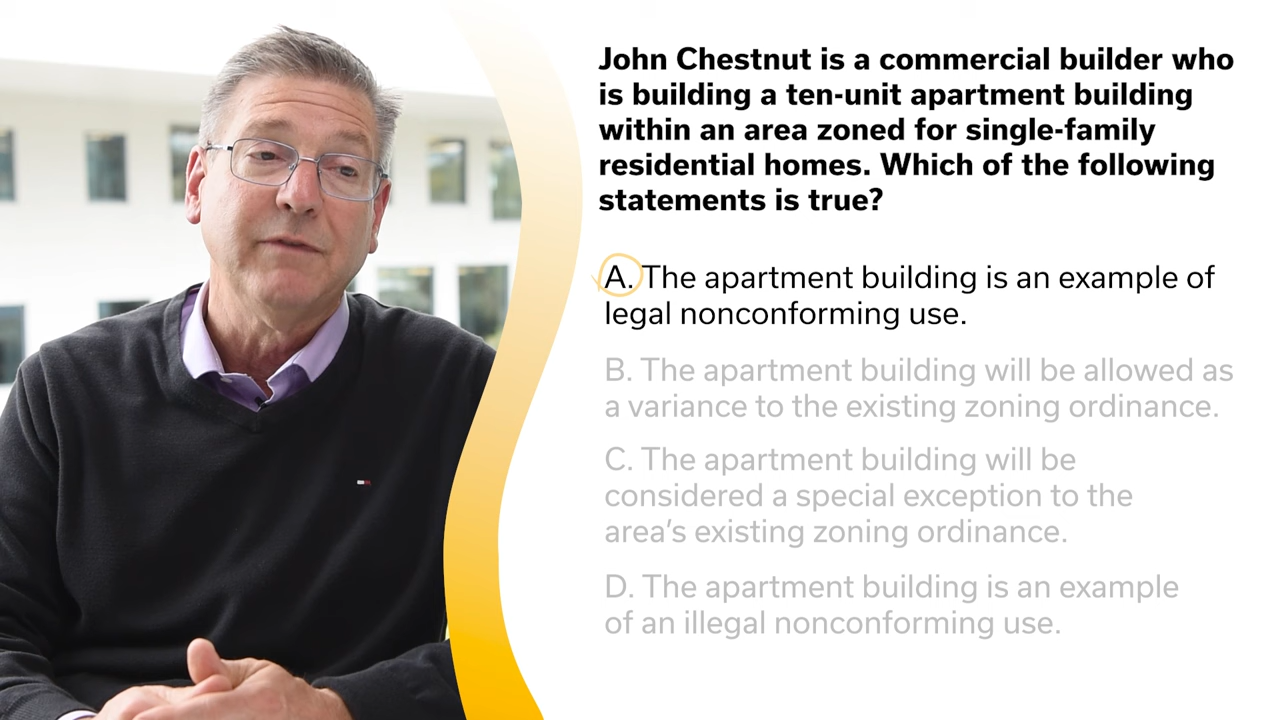 John Chestnut is a commercial builder who
is building a ten-unit apartment building
within an area zoned for single-family
residential homes. Which of the following
statements is true?
A. The apartment building is an example of
legal nonconforming use.
B. The apartment building will be allowed as
a variance to the existing zoning ordinance.
C. The apartment building will be
considered a special exception to the
area’s existing zoning ordinance.
D. The apartment building is an example
of an illegal nonconforming use.